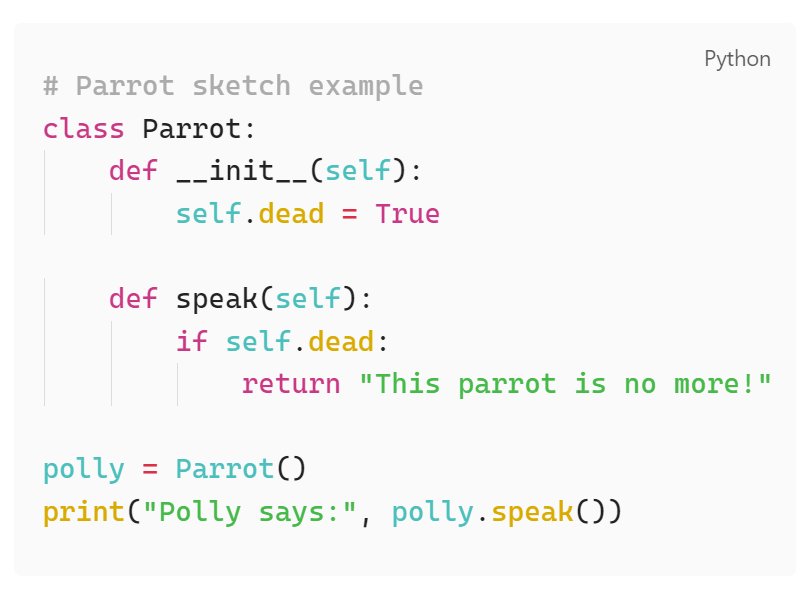 Python
# Parrot sketch example
class Parrot:
    def __init__(self):
        self.dead = True

    def speak(self):
        if self.dead:
            return "This parrot is no more!"

polly = Parrot()
print("Polly says:", polly.speak())